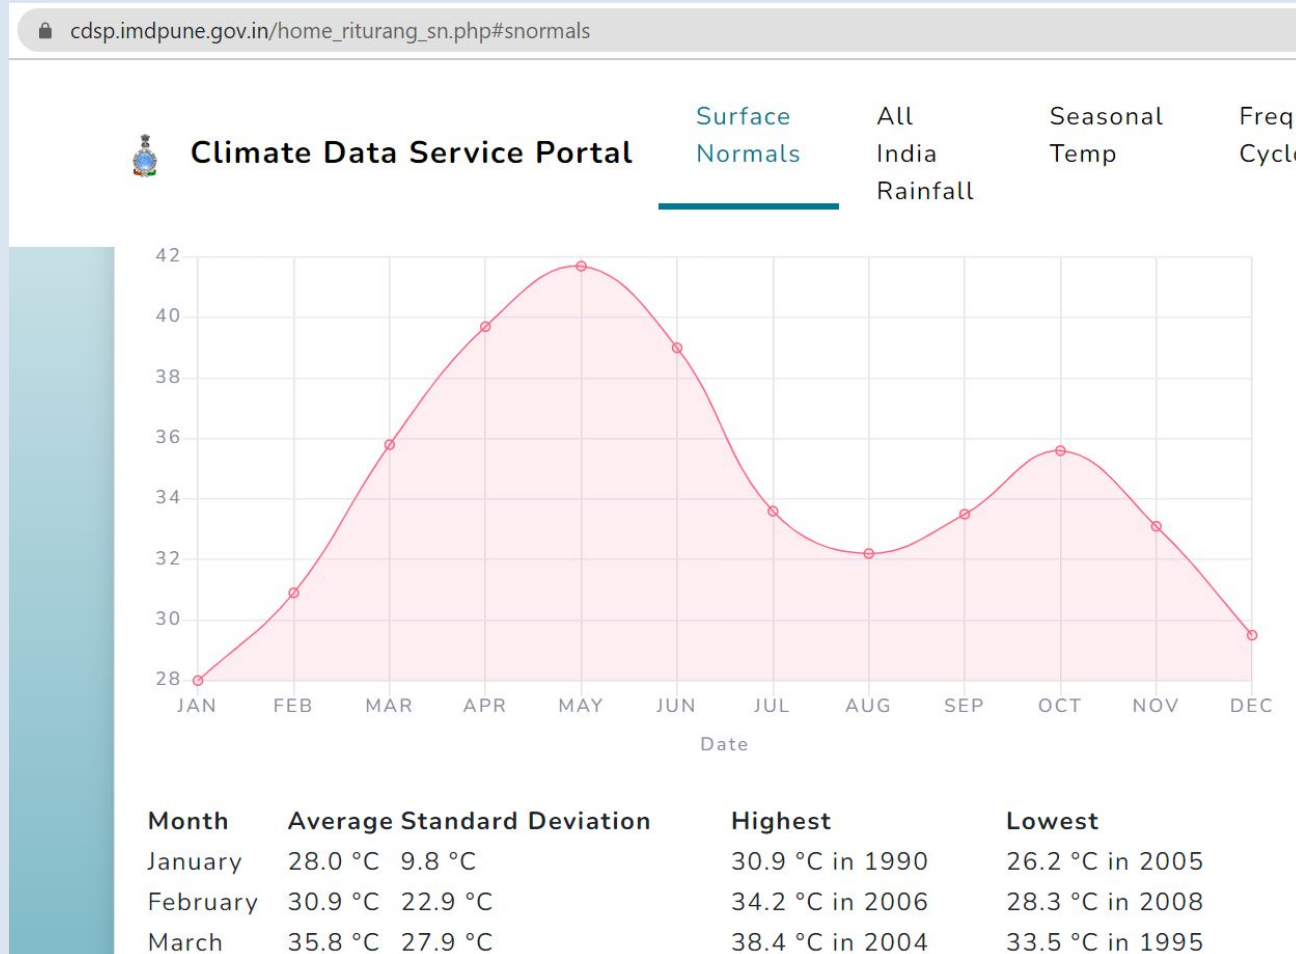 cdsp.imdpune.gov.in/home_riturang_sn.php#snormals
Climate Data Service Portal
Surface
Normals
All
India
Rainfall
Seasonal
Temp
42
40
38
36
34
32
30
28
JAN FEB MAR APR MAY JUN JUL AUG SEP OCT NOV DEC
Date
Month Average Standard Deviation Highest Lowest
January 28.0 °C 9.8 °C 30.9 °C in 1990 26.2 °C in 2005
February 30.9 °C 22.9 °C 34.2 °C in 2006 28.3 °C in 2008
March 35.8 °C 27.9 °C 38.4 °C in 2004 33.5 °C in 1995